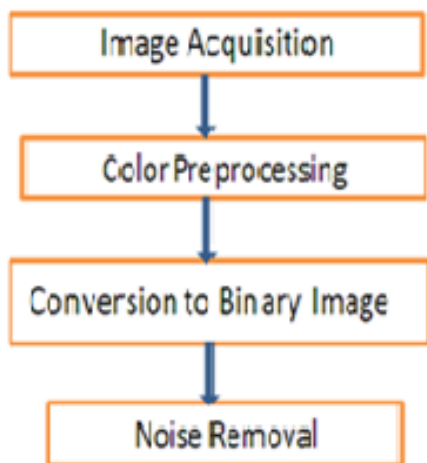 Image Acquisition
Color Preprocessing
Conversion to Binary Image
Noise Removal